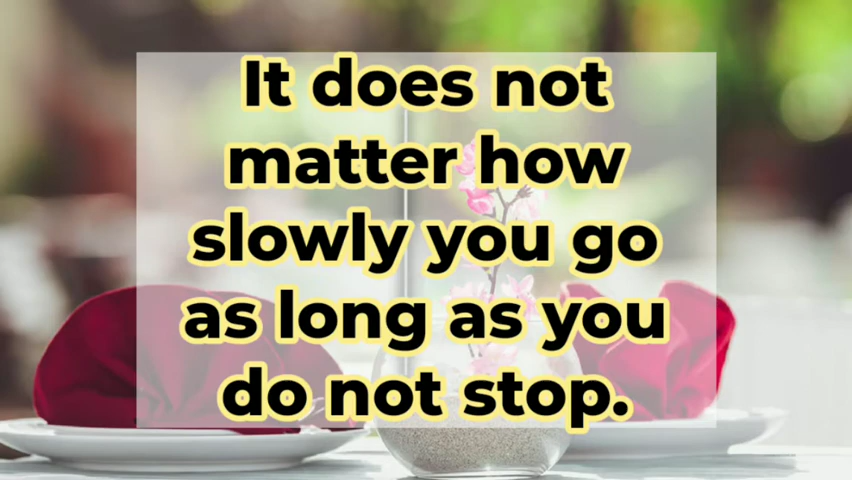 It does not
matter how
slowly you go
as long as you
do not stop.